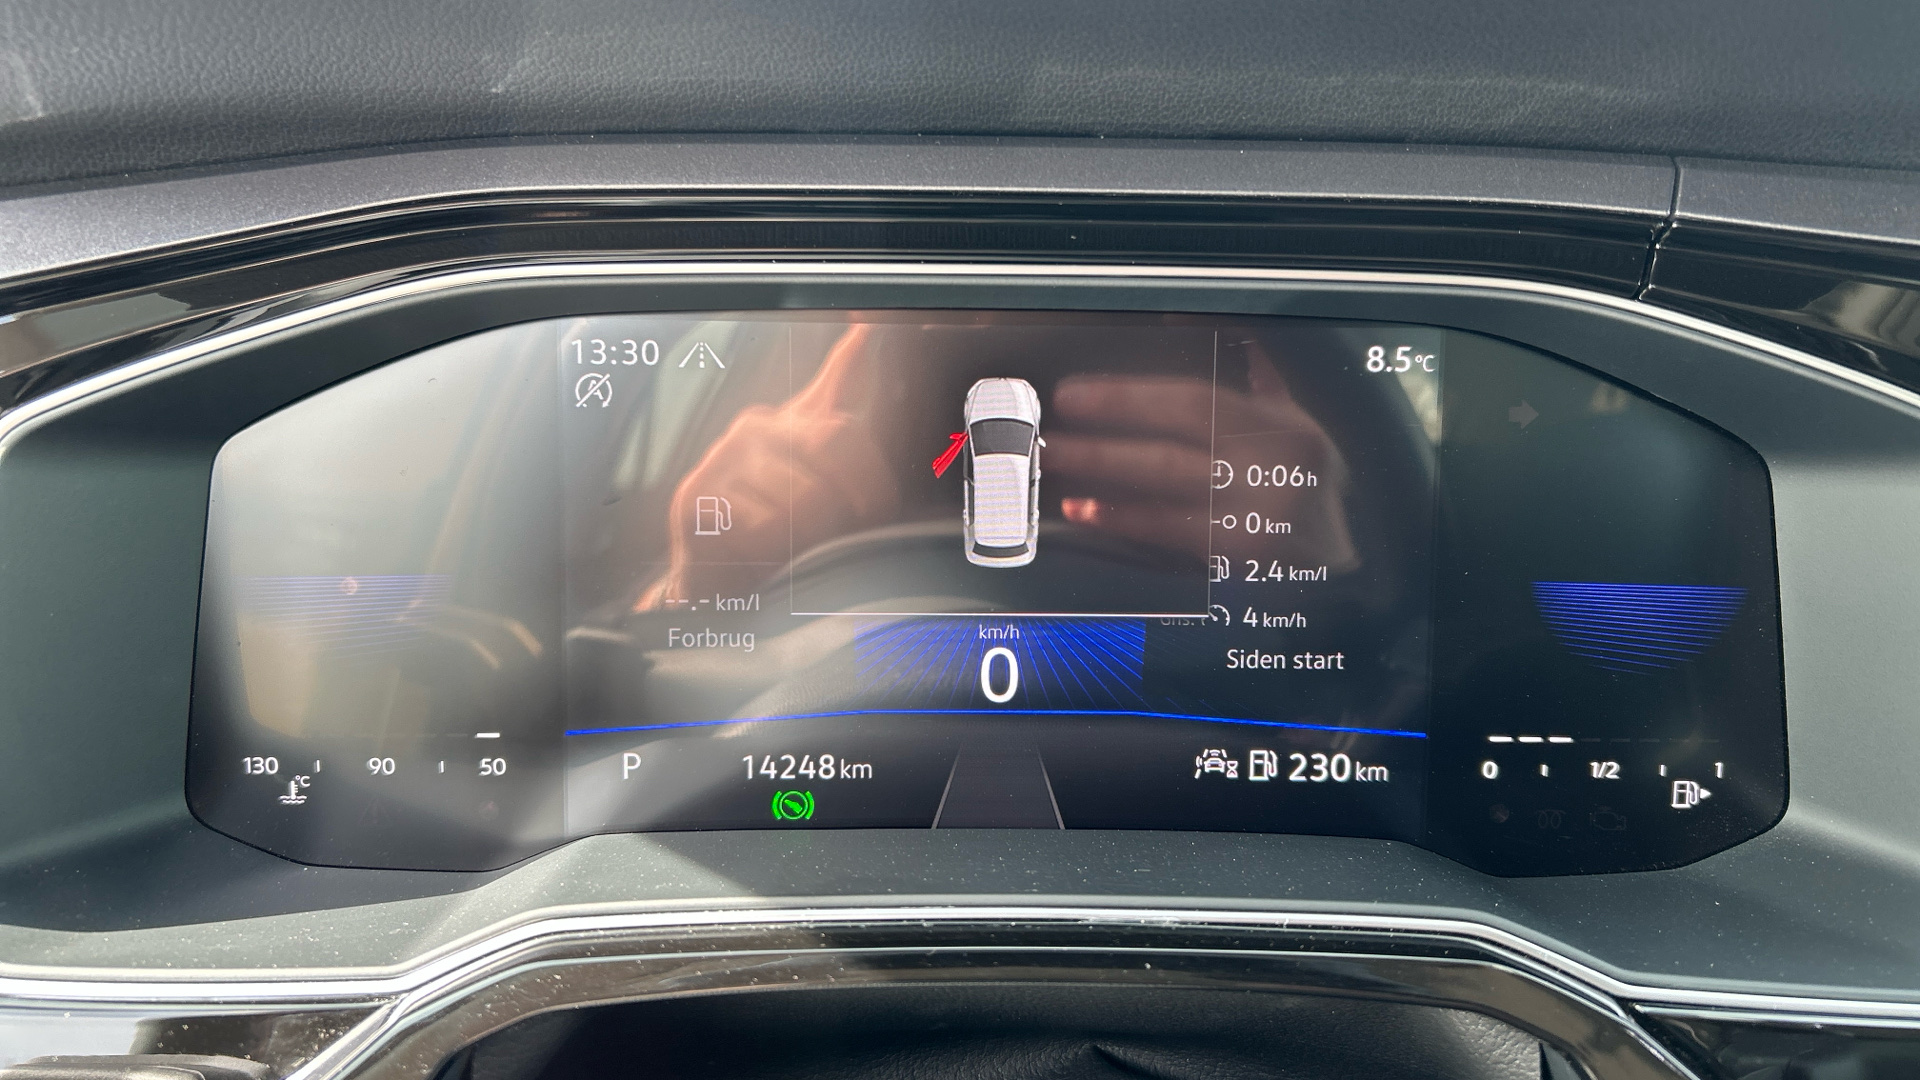 13:30
8.5°C
0:06h
0 km
2.4 km/l
4 km/h
Siden start
--.- km/l
Forbrug
km/h
0
130 90 50
°C
P
14248 km
230 km
0 1/2 1